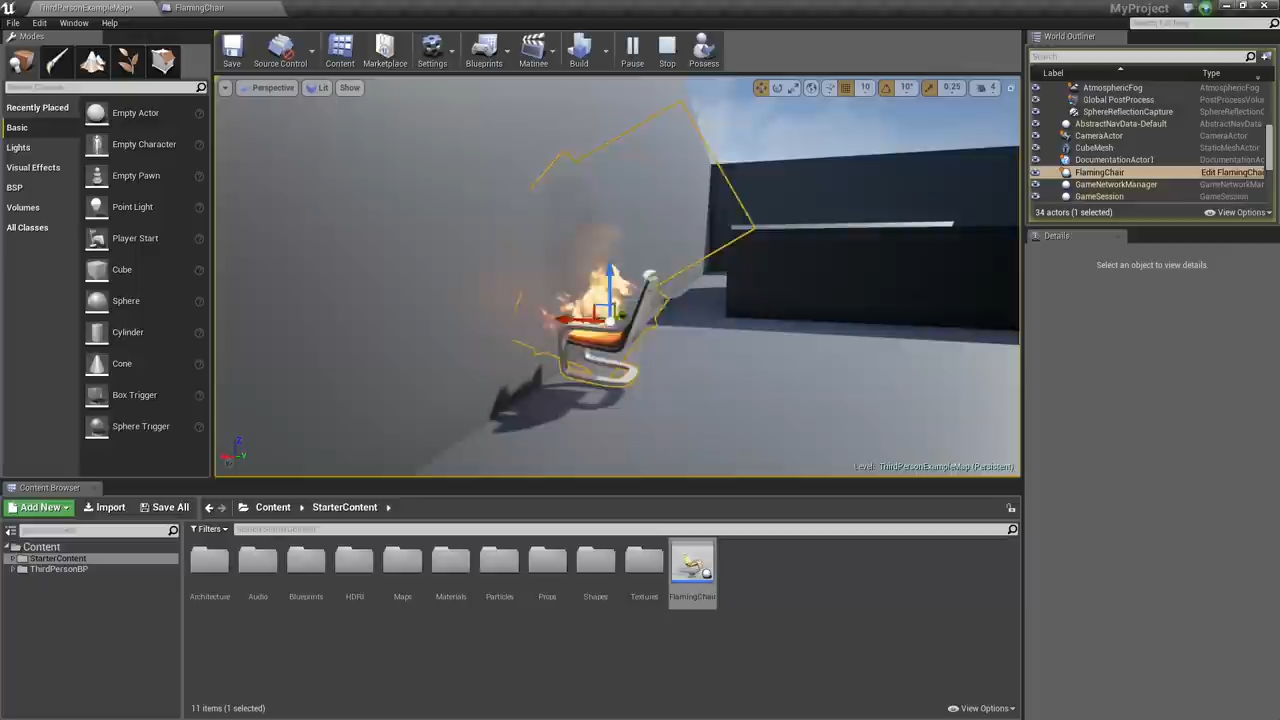 ThirdPersonExampleMap*
FlamingChair
MyProject
File Edit Window Help
Modes
Recently Placed
Basic
Lights
Visual Effects
BSP
Volumes
All Classes
Empty Actor
Empty Character
Empty Pawn
Point Light
Player Start
Cube
Sphere
Cylinder
Cone
Box Trigger
Sphere Trigger
Save Source Control Content Marketplace Settings Blueprints Matinee Build Pause Stop Possess
Perspective Lit Show
10 10° 0.25 4
Level: ThirdPersonExampleMap (Persistent)
World Outliner
Search
Label Type
AtmosphericFog AtmosphericFog
Global PostProcess PostProcessVolu
SphereReflectionCapture SphereReflectionC
AbstractNavData-Default AbstractNavData
CameraActor CameraActor
CubeMesh StaticMeshActor
DocumentationActor1 DocumentationAc
FlamingChair Edit FlamingChai
GameNetworkManager GameNetworkMar
GameSession GameSession
34 actors (1 selected) View Options
Details
Select an object to view details.
Content Browser
Add New Import Save All Content StarterContent
Content
StarterContent
ThirdPersonBP
Filters
Architecture Audio Blueprints HDRI Maps Materials Particles Props Shapes Textures FlamingChair
11 items (1 selected) View Options